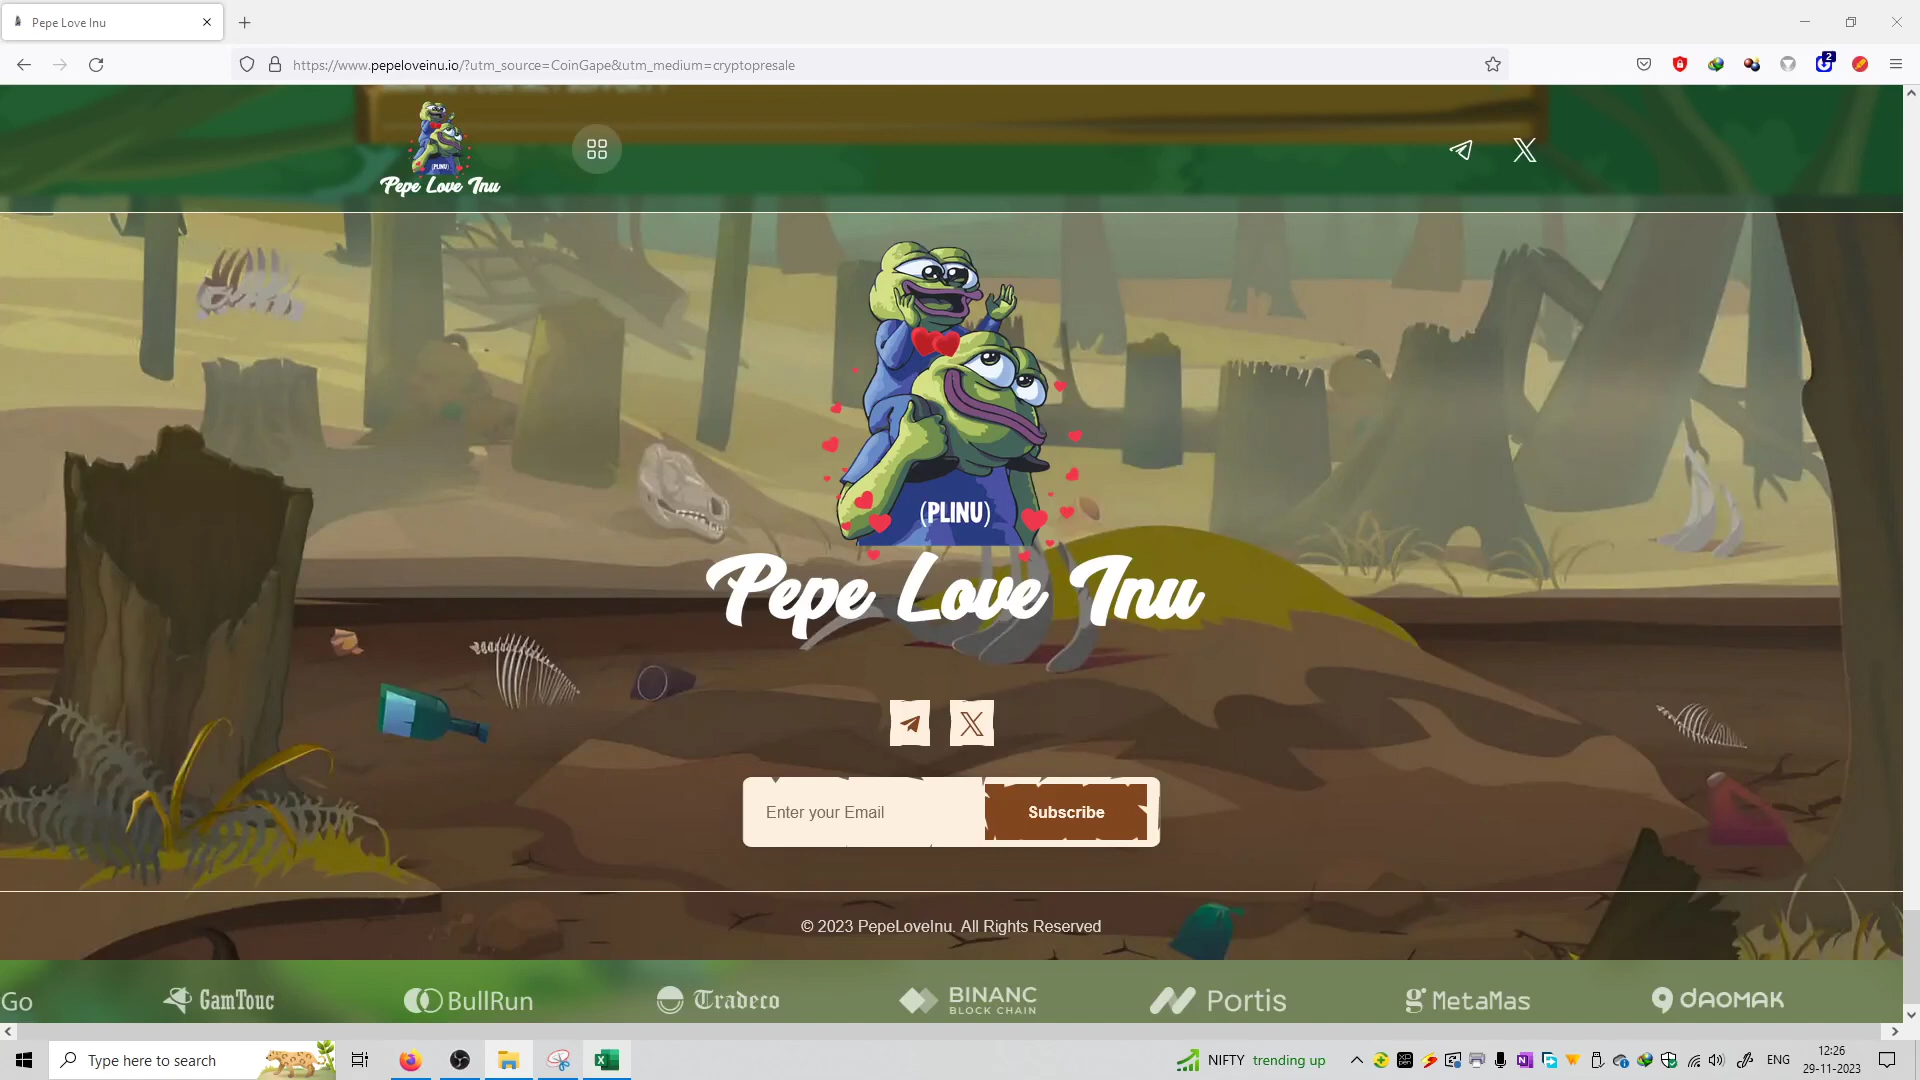 Pepe Love Inu
https://www.pepeloveinu.io/?utm_source=CoinGape&utm_medium=cryptopresale
2
(PLINU)
Pepe Love Inu
(PLINU)
Pepe Love Inu
Enter your Email
Subscribe
© 2023 PepeLoveInu. All Rights Reserved
Go
GamTouc
BullRun
Tradeco
BINANC
BLOCK CHAIN
Portis
MetaMas
DAOMAK
Type here to search
NIFTY trending up
ENG
12:26
29-11-2023